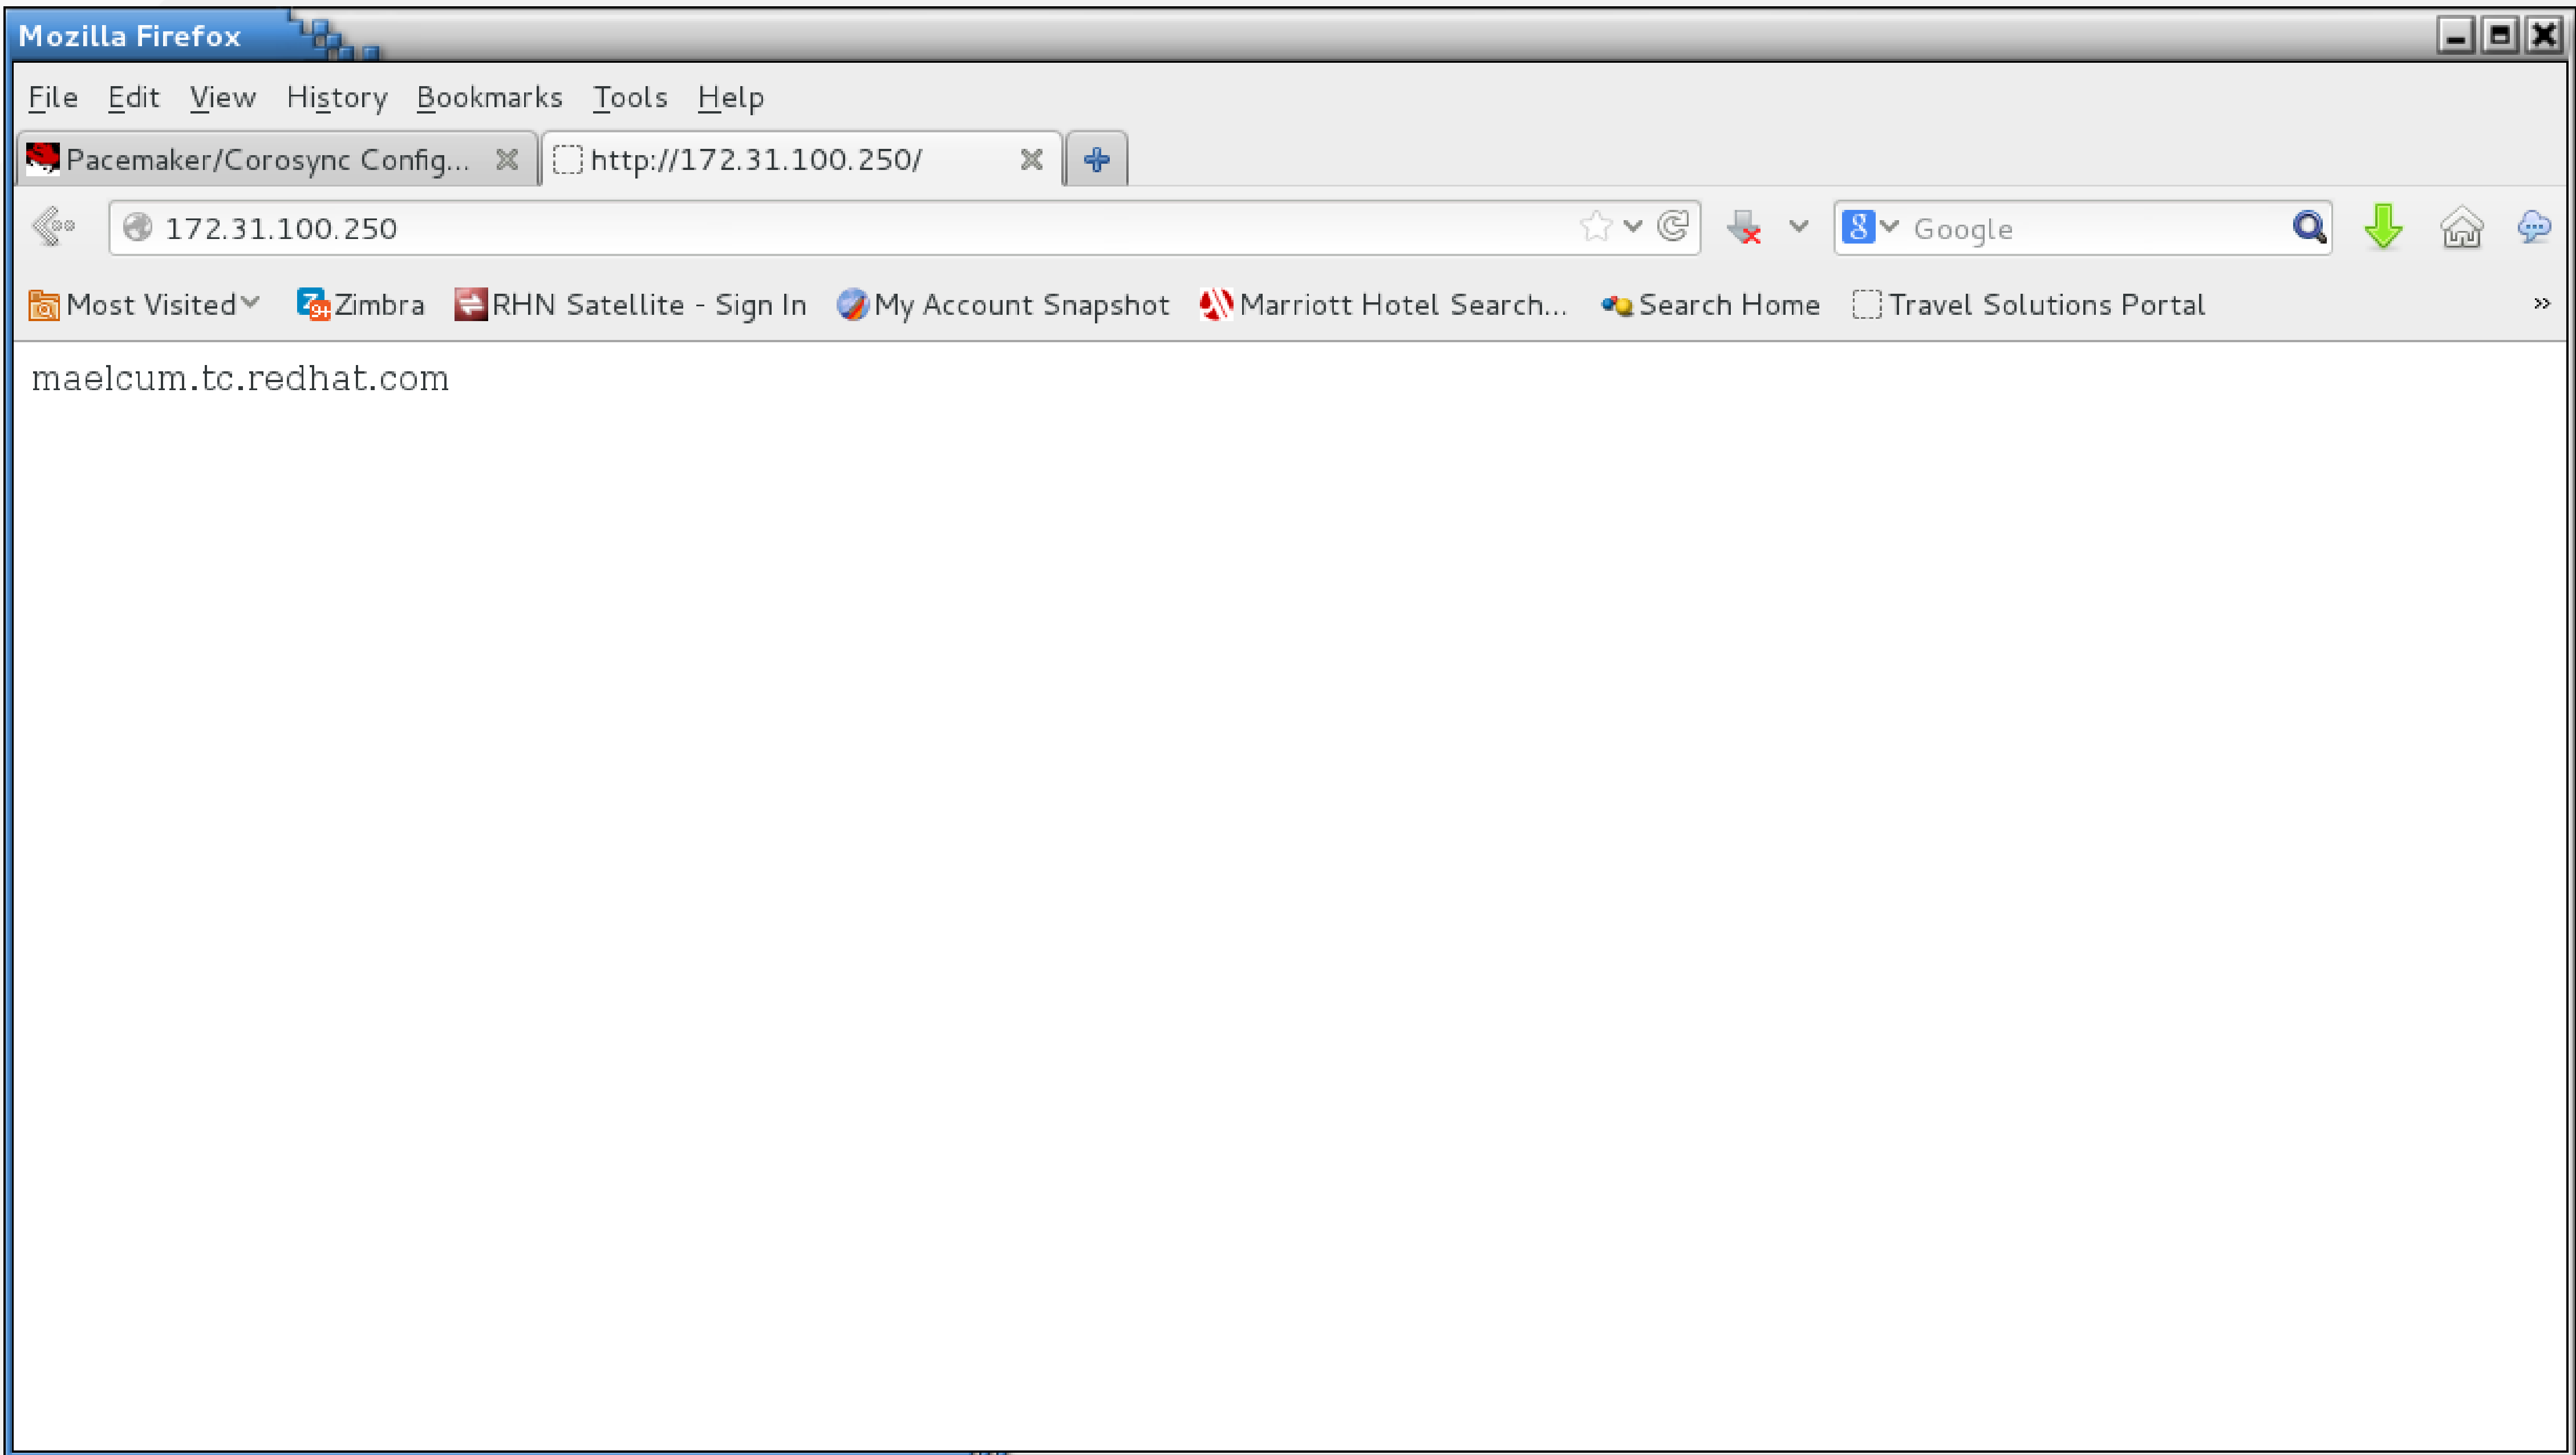 Mozilla Firefox
File Edit View History Bookmarks Tools Help
Pacemaker/Corosync Config... http://172.31.100.250/
172.31.100.250 Google
Most Visited Zimbra RHN Satellite - Sign In My Account Snapshot Marriott Hotel Search... Search Home Travel Solutions Portal »
maelcum.tc.redhat.com